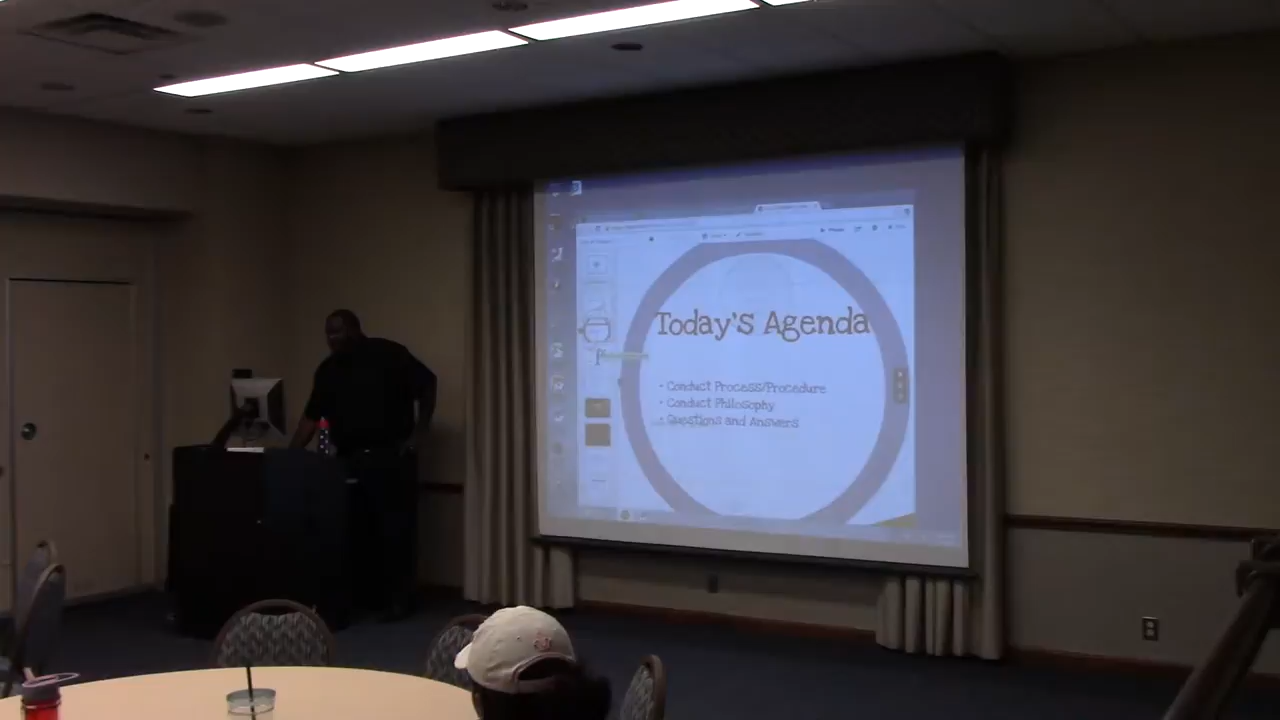 Today's Agenda
• Conduct Process/Procedure
• Conduct Philosophy
• Questions and Answers